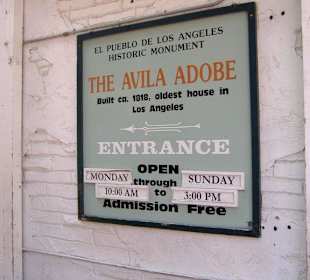 EL PUEBLO DE LOS ANGELES
HISTORIC MONUMENT
THE AVILA ADOBE
Built ca. 1818, oldest house in
Los Angeles
ENTRANCE
OPEN
MONDAY through SUNDAY
10:00 AM to 3:00 PM
Admission Free